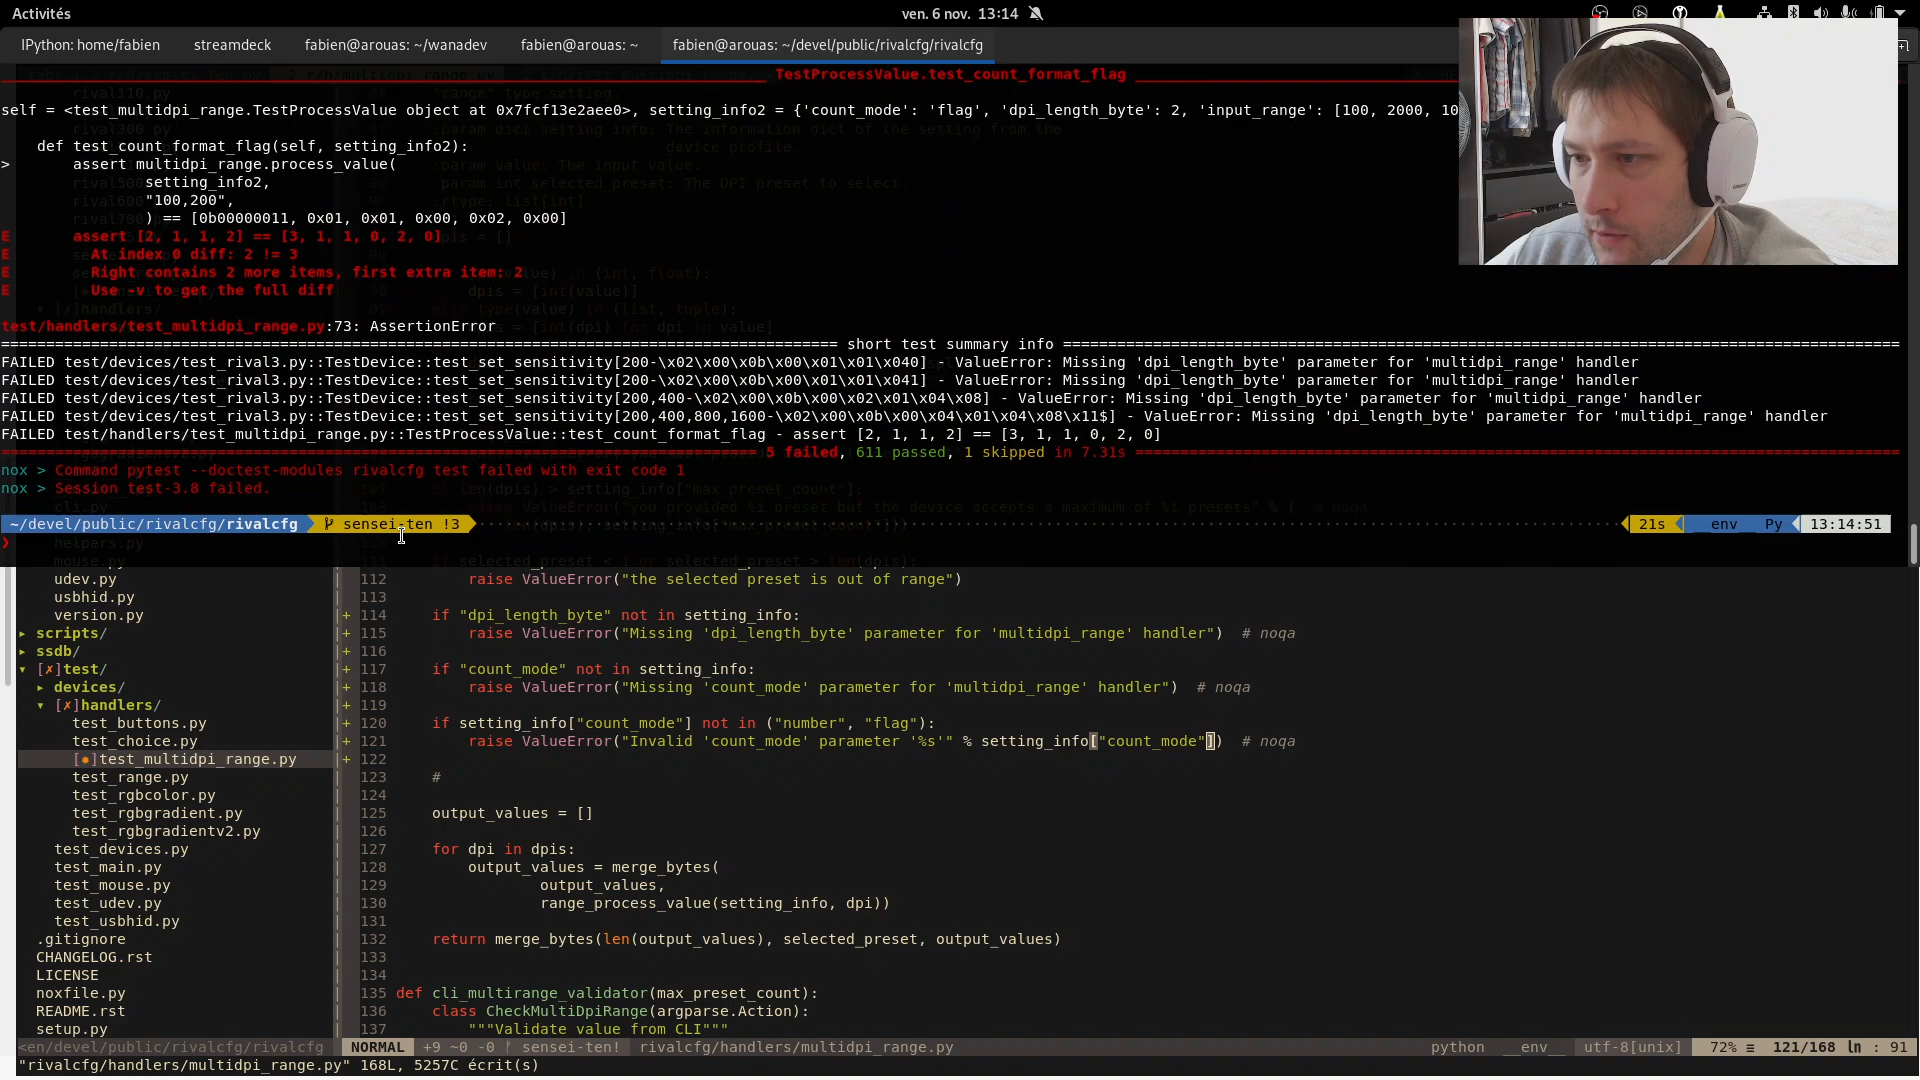 Activités
ven. 6 nov. 13:14
IPython: home/fabien
streamdeck
fabien@arouas: ~/wanadev
fabien@arouas: ~
fabien@arouas: ~/devel/public/rivalcfg/rivalcfg
TestProcessValue.test_count_format_flag
self = <test_multidpi_range.TestProcessValue object at 0x7fcf13e2aee0>, setting_info2 = {'count_mode': 'flag', 'dpi_length_byte': 2, 'input_range': [100, 2000, 10
def test_count_format_flag(self, setting_info2):
> assert multidpi_range.process_value(
setting_info2,
"100,200",
) == [0b00000011, 0x01, 0x01, 0x00, 0x02, 0x00]
E assert [2, 1, 1, 2] == [3, 1, 1, 0, 2, 0]
E At index 0 diff: 2 != 3
E Right contains 2 more items, first extra item: 2
E Use -v to get the full diff
test/handlers/test_multidpi_range.py:73: AssertionError
short test summary info
FAILED test/devices/test_rival3.py::TestDevice::test_set_sensitivity[200-\x02\x00\x0b\x00\x01\x01\x040] - ValueError: Missing 'dpi_length_byte' parameter for 'multidpi_range' handler
FAILED test/devices/test_rival3.py::TestDevice::test_set_sensitivity[200-\x02\x00\x0b\x00\x01\x01\x041] - ValueError: Missing 'dpi_length_byte' parameter for 'multidpi_range' handler
FAILED test/devices/test_rival3.py::TestDevice::test_set_sensitivity[200,400-\x02\x00\x0b\x00\x02\x01\x04\x08] - ValueError: Missing 'dpi_length_byte' parameter for 'multidpi_range' handler
FAILED test/devices/test_rival3.py::TestDevice::test_set_sensitivity[200,400,800,1600-\x02\x00\x0b\x00\x04\x01\x04\x08\x11$] - ValueError: Missing 'dpi_length_byte' parameter for 'multidpi_range' handler
FAILED test/handlers/test_multidpi_range.py::TestProcessValue::test_count_format_flag - assert [2, 1, 1, 2] == [3, 1, 1, 0, 2, 0]
5 failed, 611 passed, 1 skipped in 7.31s
nox > Command pytest --doctest-modules rivalcfg test failed with exit code 1
nox > Session test-3.8 failed.
~/devel/public/rivalcfg/rivalcfg sensei-ten !3 21s env Py 13:14:51
❯
udev.py
usbhid.py
version.py
▸ scripts/
▸ ssdb/
▾ [✗]test/
▸ devices/
▾ [✗]handlers/
test_buttons.py
test_choice.py
[✹]test_multidpi_range.py
test_range.py
test_rgbcolor.py
test_rgbgradient.py
test_rgbgradientv2.py
test_devices.py
test_main.py
test_mouse.py
test_udev.py
test_usbhid.py
.gitignore
CHANGELOG.rst
LICENSE
noxfile.py
README.rst
setup.py
112 raise ValueError("the selected preset is out of range")
113
+ 114 if "dpi_length_byte" not in setting_info:
+ 115 raise ValueError("Missing 'dpi_length_byte' parameter for 'multidpi_range' handler") # noqa
+ 116
+ 117 if "count_mode" not in setting_info:
+ 118 raise ValueError("Missing 'count_mode' parameter for 'multidpi_range' handler") # noqa
+ 119
+ 120 if setting_info["count_mode"] not in ("number", "flag"):
+ 121 raise ValueError("Invalid 'count_mode' parameter '%s'" % setting_info["count_mode"]) # noqa
+ 122
123 #
124
125 output_values = []
126
127 for dpi in dpis:
128 output_values = merge_bytes(
129 output_values,
130 range_process_value(setting_info, dpi))
131
132 return merge_bytes(len(output_values), selected_preset, output_values)
133
134
135 def cli_multirange_validator(max_preset_count):
136 class CheckMultiDpiRange(argparse.Action):
137 """Validate value from CLI"""
<en/devel/public/rivalcfg/rivalcfg NORMAL +9 ~0 -0 sensei-ten! rivalcfg/handlers/multidpi_range.py python __env__ utf-8[unix] 72% ≡ 121/168 ln : 91
"rivalcfg/handlers/multidpi_range.py" 168L, 5257C écrit(s)